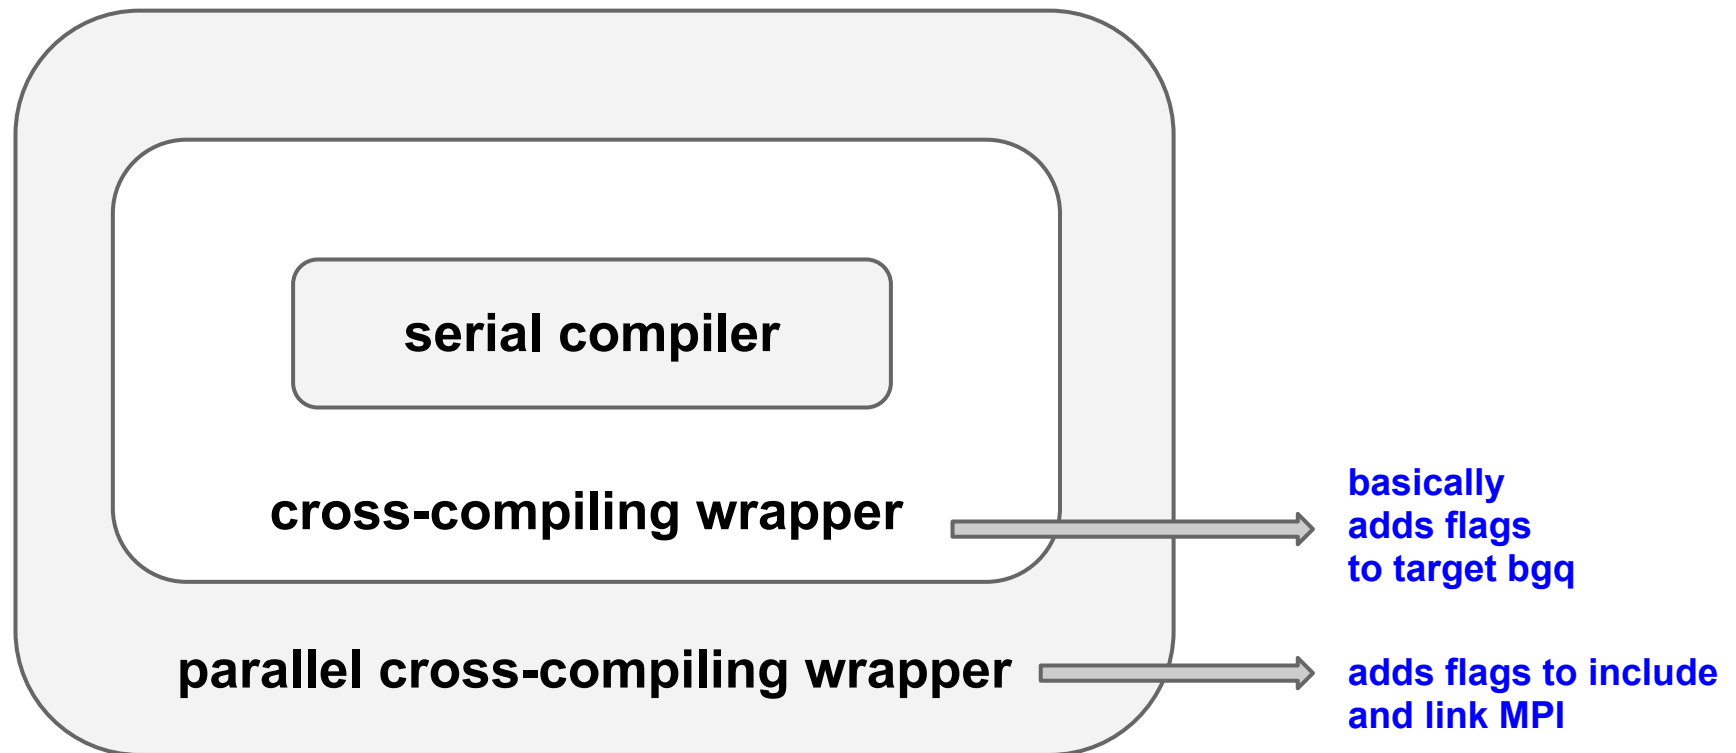 serial compiler
cross-compiling wrapper
basically
adds flags
to target bgq
parallel cross-compiling wrapper
adds flags to include
and link MPI